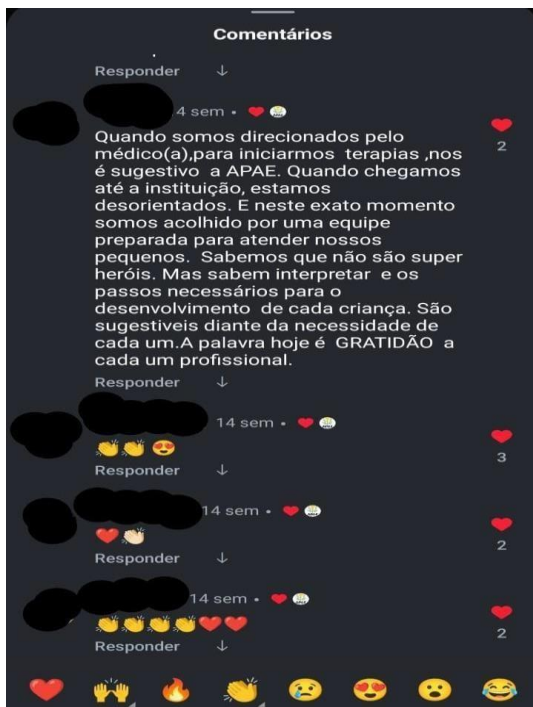 Comentários
Responder
4 sem •
2
Quando somos direcionados pelo
médico(a),para iniciarmos terapias ,nos
é sugestivo a APAE. Quando chegamos
até a instituição, estamos
desorientados. E neste exato momento
somos acolhido por uma equipe
preparada para atender nossos
pequenos. Sabemos que não são super
heróis. Mas sabem interpretar e os
passos necessários para o
desenvolvimento de cada criança. São
sugestiveis diante da necessidade de
cada um.A palavra hoje é GRATIDÃO a
cada um profissional.
Responder
14 sem •
3
Responder
14 sem •
2
Responder
14 sem •
2
Responder